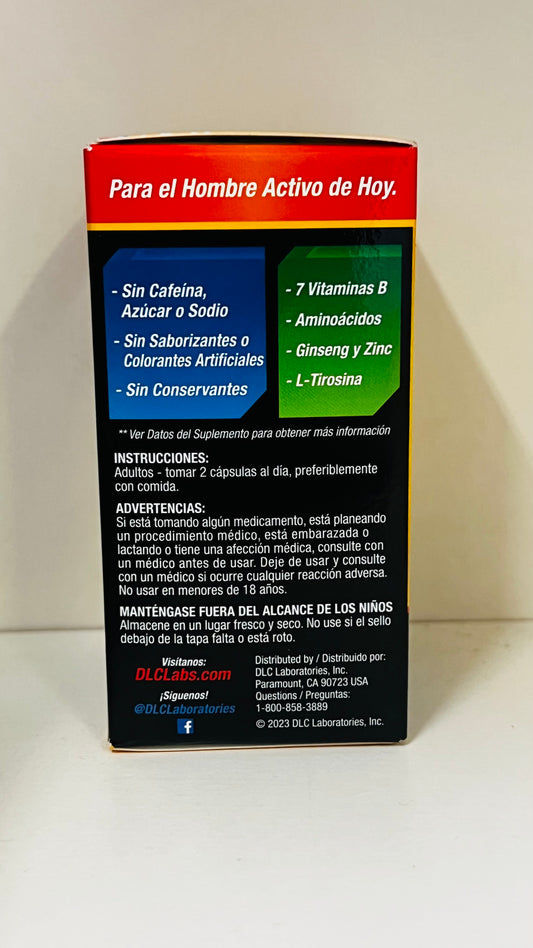 Para el Hombre Activo de Hoy.
- Sin Cafeína,
Azúcar o Sodio
- Sin Saborizantes o
Colorantes Artificiales
- Sin Conservantes
- 7 Vitaminas B
- Aminoácidos
- Ginseng y Zinc
- L-Tirosina
** Ver Datos del Suplemento para obtener más información
INSTRUCCIONES:
Adultos - tomar 2 cápsulas al día, preferiblemente
con comida.
ADVERTENCIAS:
Si está tomando algún medicamento, está planeando
un procedimiento médico, está embarazada o
lactando o tiene una afección médica, consulte con
un médico antes de usar. Deje de usar y consulte
con un médico si ocurre cualquier reacción adversa.
No usar en menores de 18 años.
MANTÉNGASE FUERA DEL ALCANCE DE LOS NIÑOS
Almacene en un lugar fresco y seco. No use si el sello
debajo de la tapa falta o está roto.
Visítanos:
DLCLabs.com
¡Síguenos!
@DLCLaboratories
f
Distributed by / Distribuido por:
DLC Laboratories, Inc.
Paramount, CA 90723 USA
Questions / Preguntas:
1-800-858-3889
© 2023 DLC Laboratories, Inc.